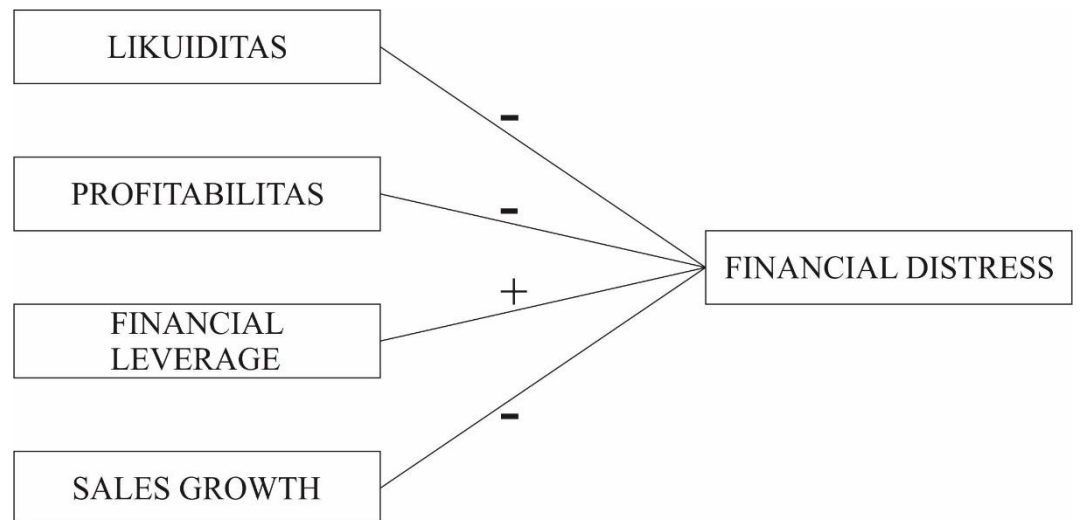 LIKUIDITAS
-
PROFITABILITAS
-
FINANCIAL DISTRESS
+
FINANCIAL
LEVERAGE
-
SALES GROWTH